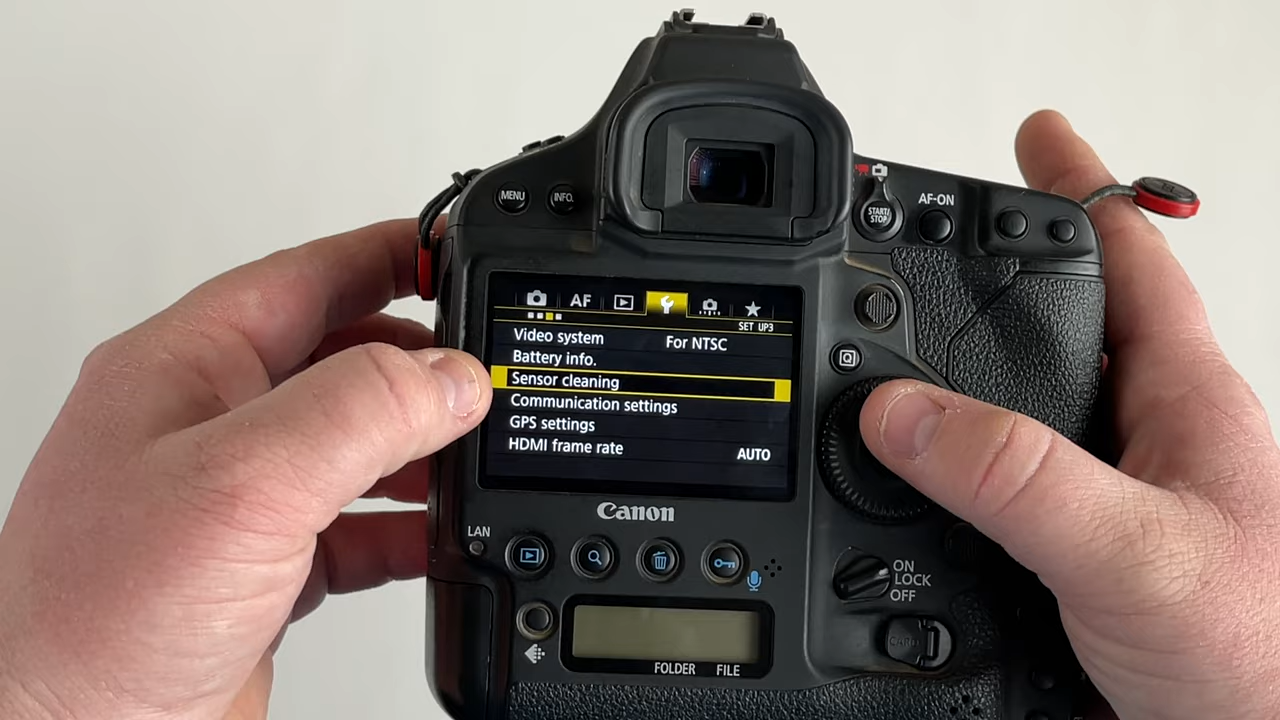 MENU
INFO.
START/
STOP
AF-ON
AF
SET UP3
Video system For NTSC
Battery info.
Sensor cleaning
Communication settings
GPS settings
HDMI frame rate AUTO
Q
Canon
LAN
ON
LOCK
OFF
CARD
FOLDER FILE